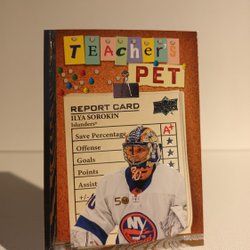 TEAcHer's
PET
REPORT CARD
ILYA SOROKIN
Islanders®
Save Percentage
A+
Offense
Goals
Points
Assist
+/-